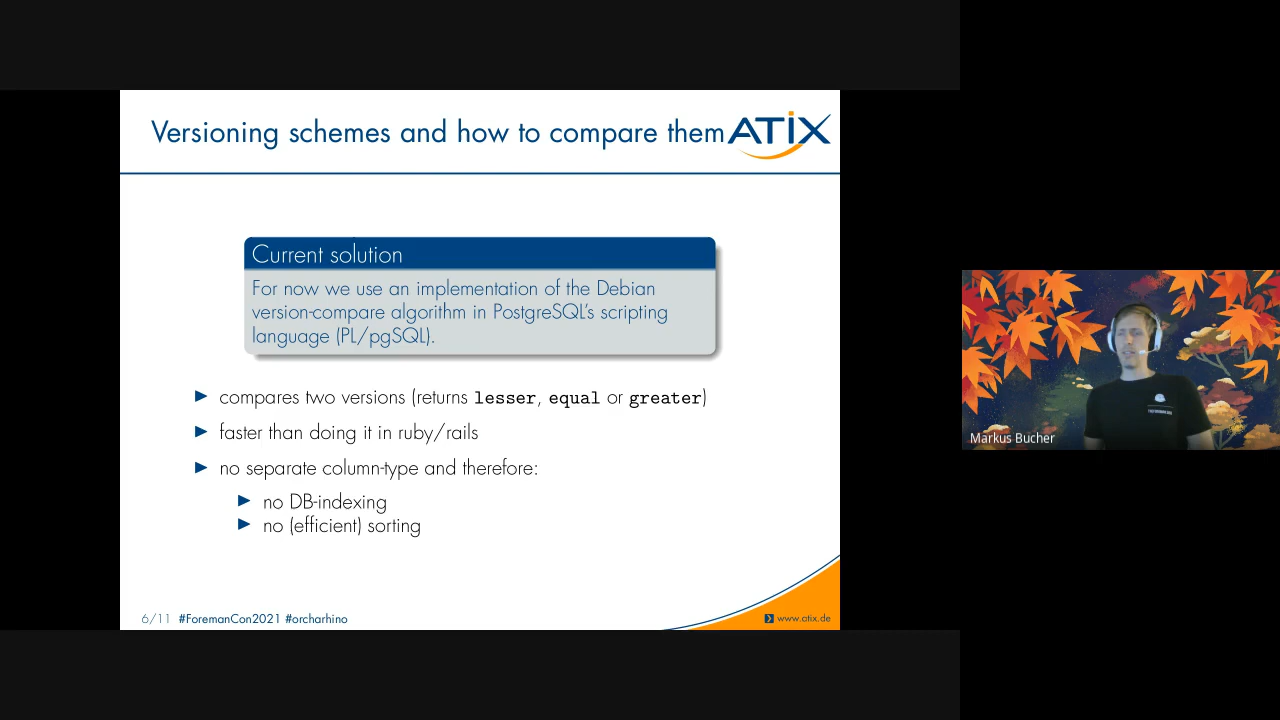 Versioning schemes and how to compare them
ATIX
Current solution
For now we use an implementation of the Debian
version-compare algorithm in PostgreSQL's scripting
language (PL/pgSQL).
compares two versions (returns lesser, equal or greater)
faster than doing it in ruby/rails
no separate column-type and therefore:
no DB-indexing
no (efficient) sorting
6/11 #ForemanCon2021 #orcharhino
www.atix.de
Markus Bucher